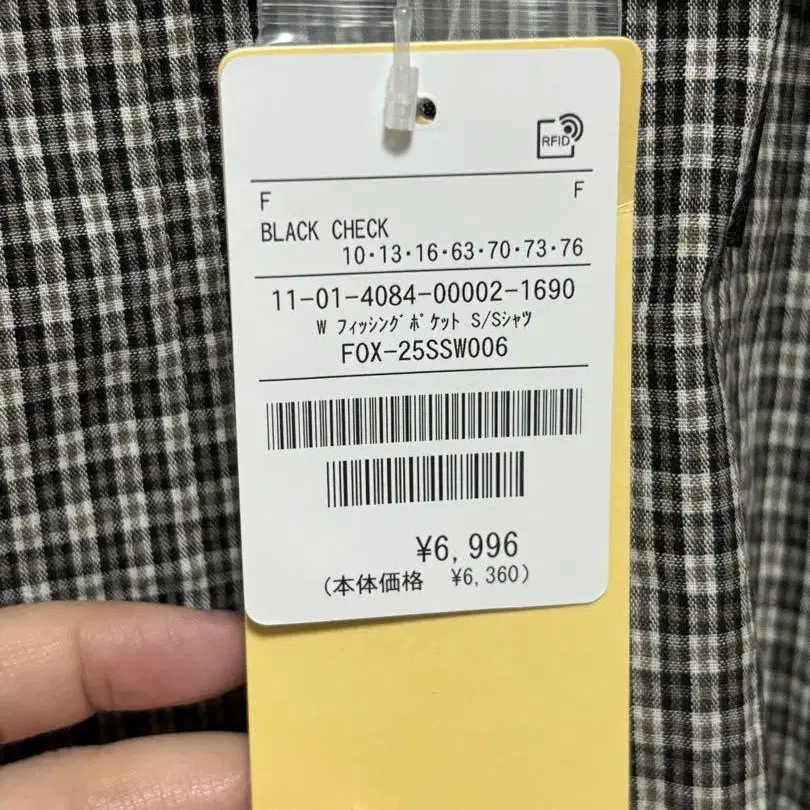 RFID
F F
BLACK CHECK
10・13・16・63・70・73・76
11-01-4084-00002-1690
W フィッシングポケット S/Sシャツ
FOX-25SSW006
¥6,996
(本体価格 ¥6,360)